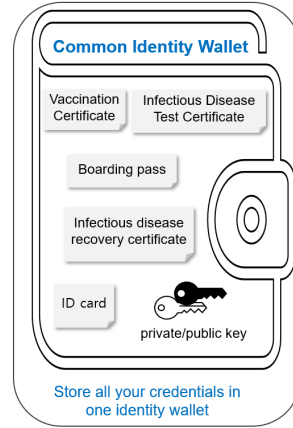 Common Identity Wallet
Vaccination
Certificate
Infectious Disease
Test Certificate
Boarding pass
Infectious disease
recovery certificate
ID card
private/public key
Store all your credentials in
one identity wallet